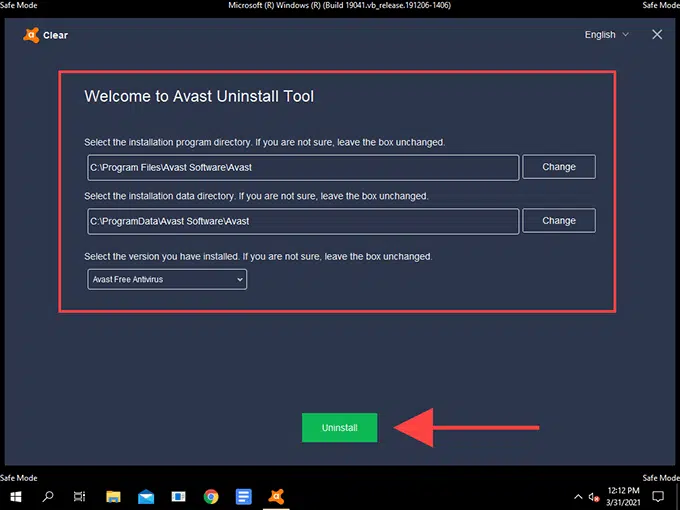 Safe Mode
Microsoft (R) Windows (R) (Build 19041.vb_release.191206-1406)
Safe Mode
Clear
English
Welcome to Avast Uninstall Tool
Select the installation program directory. If you are not sure, leave the box unchanged.
C:\Program Files\Avast Software\Avast
Change
Select the installation data directory. If you are not sure, leave the box unchanged.
C:\ProgramData\Avast Software\Avast
Change
Select the version you have installed. If you are not sure, leave the box unchanged.
Avast Free Antivirus
Uninstall
Safe Mode
Safe Mode
12:12 PM
3/31/2021